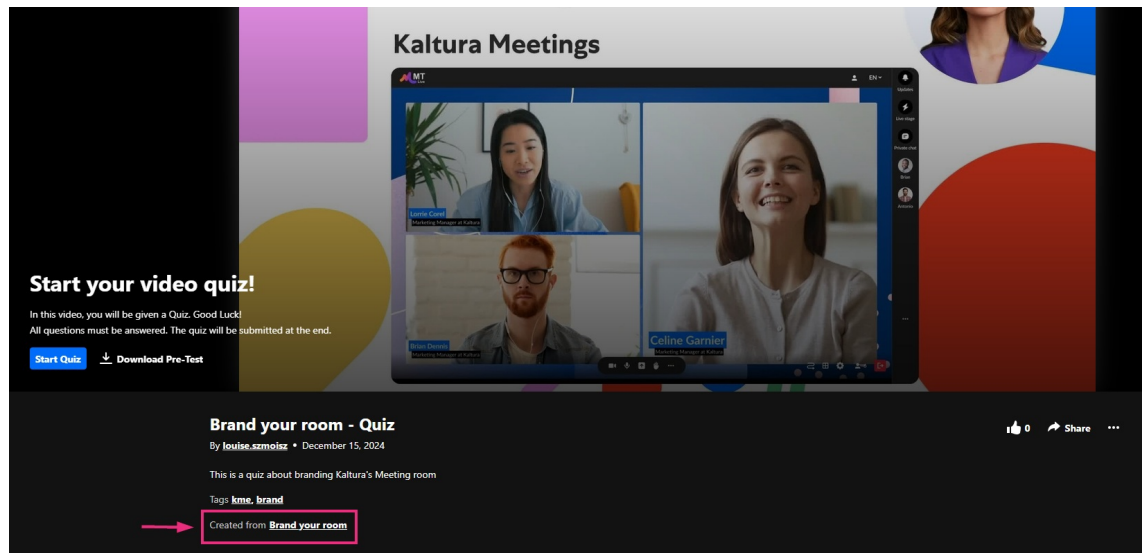 Kaltura Meetings
MT
LIVE
EN
Updates
Live stage
Private chat
Brian
Antonio
Lorrie Corel
Marketing Manager at Kaltura
Brian Dennis
Marketing Manager at Kaltura
Celine Garnier
Marketing Manager at Kaltura
Start your video quiz!
In this video, you will be given a Quiz. Good Luck!
All questions must be answered. The quiz will be submitted at the end.
Start Quiz
Download Pre-Test
Brand your room - Quiz
0 Share
By louise.szmoisz • December 15, 2024
This is a quiz about branding Kaltura's Meeting room
Tags kme, brand
Created from Brand your room